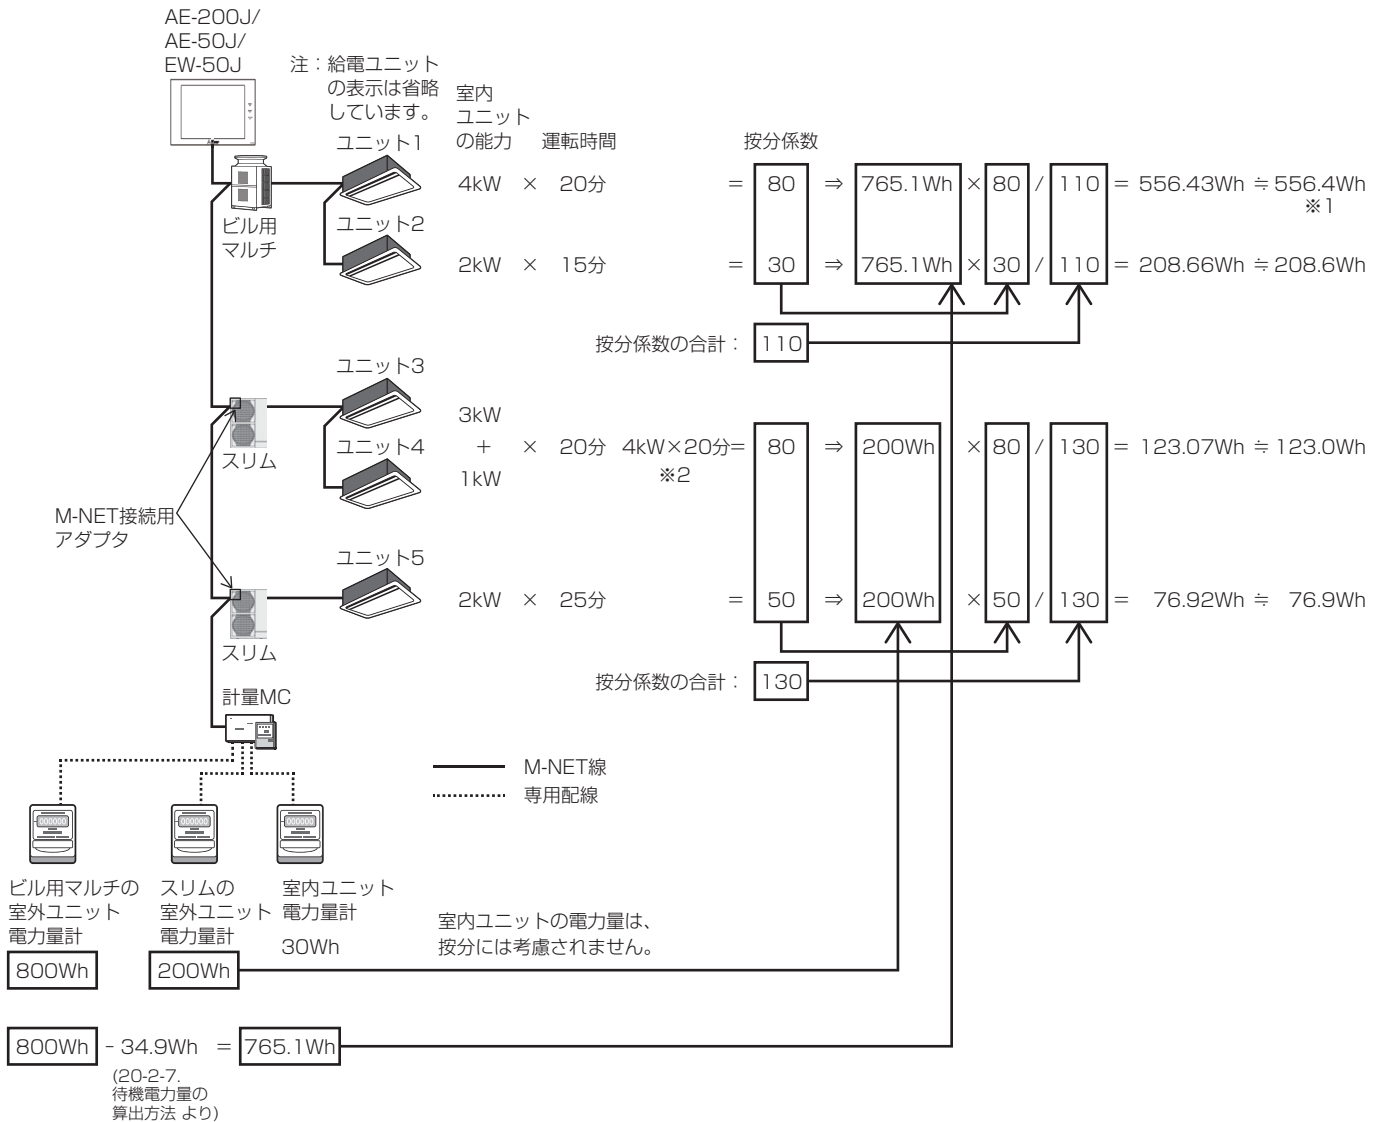 AE-200J/
AE-50J/
EW-50J
注：給電ユニット
の表示は省略
しています。
室内
ユニット
の能力
運転時間
按分係数
ユニット1
4kW × 20分 = 80 ⇒ 765.1Wh × 80 / 110 = 556.43Wh ≒ 556.4Wh
※1
ビル用
マルチ
ユニット2
2kW × 15分 = 30 ⇒ 765.1Wh × 30 / 110 = 208.66Wh ≒ 208.6Wh
按分係数の合計： 110
ユニット3
スリム
ユニット4
3kW
+
1kW
× 20分 4kW×20分= 80 ⇒ 200Wh × 80 / 130 = 123.07Wh ≒ 123.0Wh
※2
M-NET接続用
アダプタ
ユニット5
2kW × 25分 = 50 ⇒ 200Wh × 50 / 130 = 76.92Wh ≒ 76.9Wh
スリム
按分係数の合計： 130
計量MC
M-NET線
専用配線
000000
000000
000000
ビル用マルチの
室外ユニット
電力量計
800Wh
スリムの
室外ユニット
電力量計
200Wh
室内ユニット
電力量計
30Wh
室内ユニットの電力量は、
按分には考慮されません。
800Wh - 34.9Wh = 765.1Wh
(20-2-7.
待機電力量の
算出方法 より)